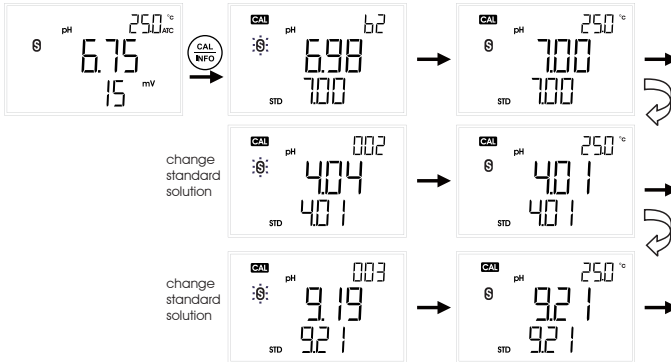 pH 25.0 °C ATC
S 6.75
15 mV
CAL
INFO
CAL pH b2
S 6.98
STD 7.00
CAL pH 25.0 °C
S 7.00
STD 7.00
change
standard
solution
CAL pH 002
S 4.04
STD 4.01
CAL pH 25.0 °C
S 4.01
STD 4.01
change
standard
solution
CAL pH 003
S 9.19
STD 9.21
CAL pH 25.0 °C
S 9.21
STD 9.21